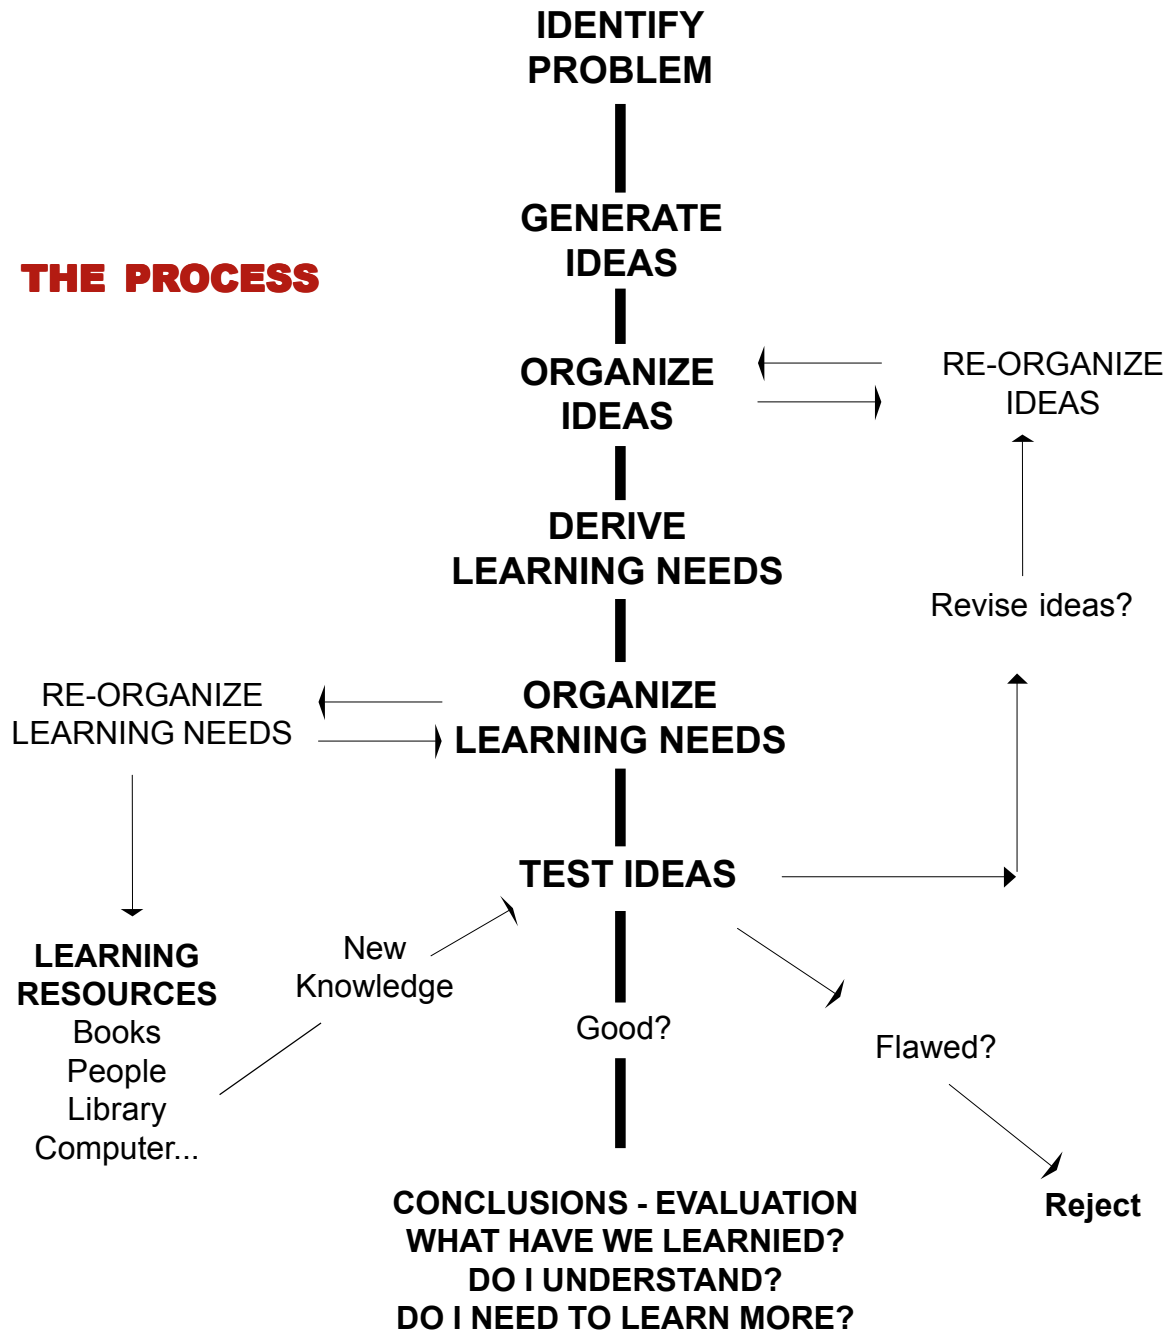 IDENTIFY
PROBLEM
GENERATE
IDEAS
THE PROCESS
ORGANIZE
IDEAS
RE-ORGANIZE
IDEAS
DERIVE
LEARNING NEEDS
Revise ideas?
RE-ORGANIZE
LEARNING NEEDS
ORGANIZE
LEARNING NEEDS
TEST IDEAS
LEARNING
RESOURCES
Books
People
Library
Computer...
New
Knowledge
Good?
Flawed?
Reject
CONCLUSIONS - EVALUATION
WHAT HAVE WE LEARNIED?
DO I UNDERSTAND?
DO I NEED TO LEARN MORE?